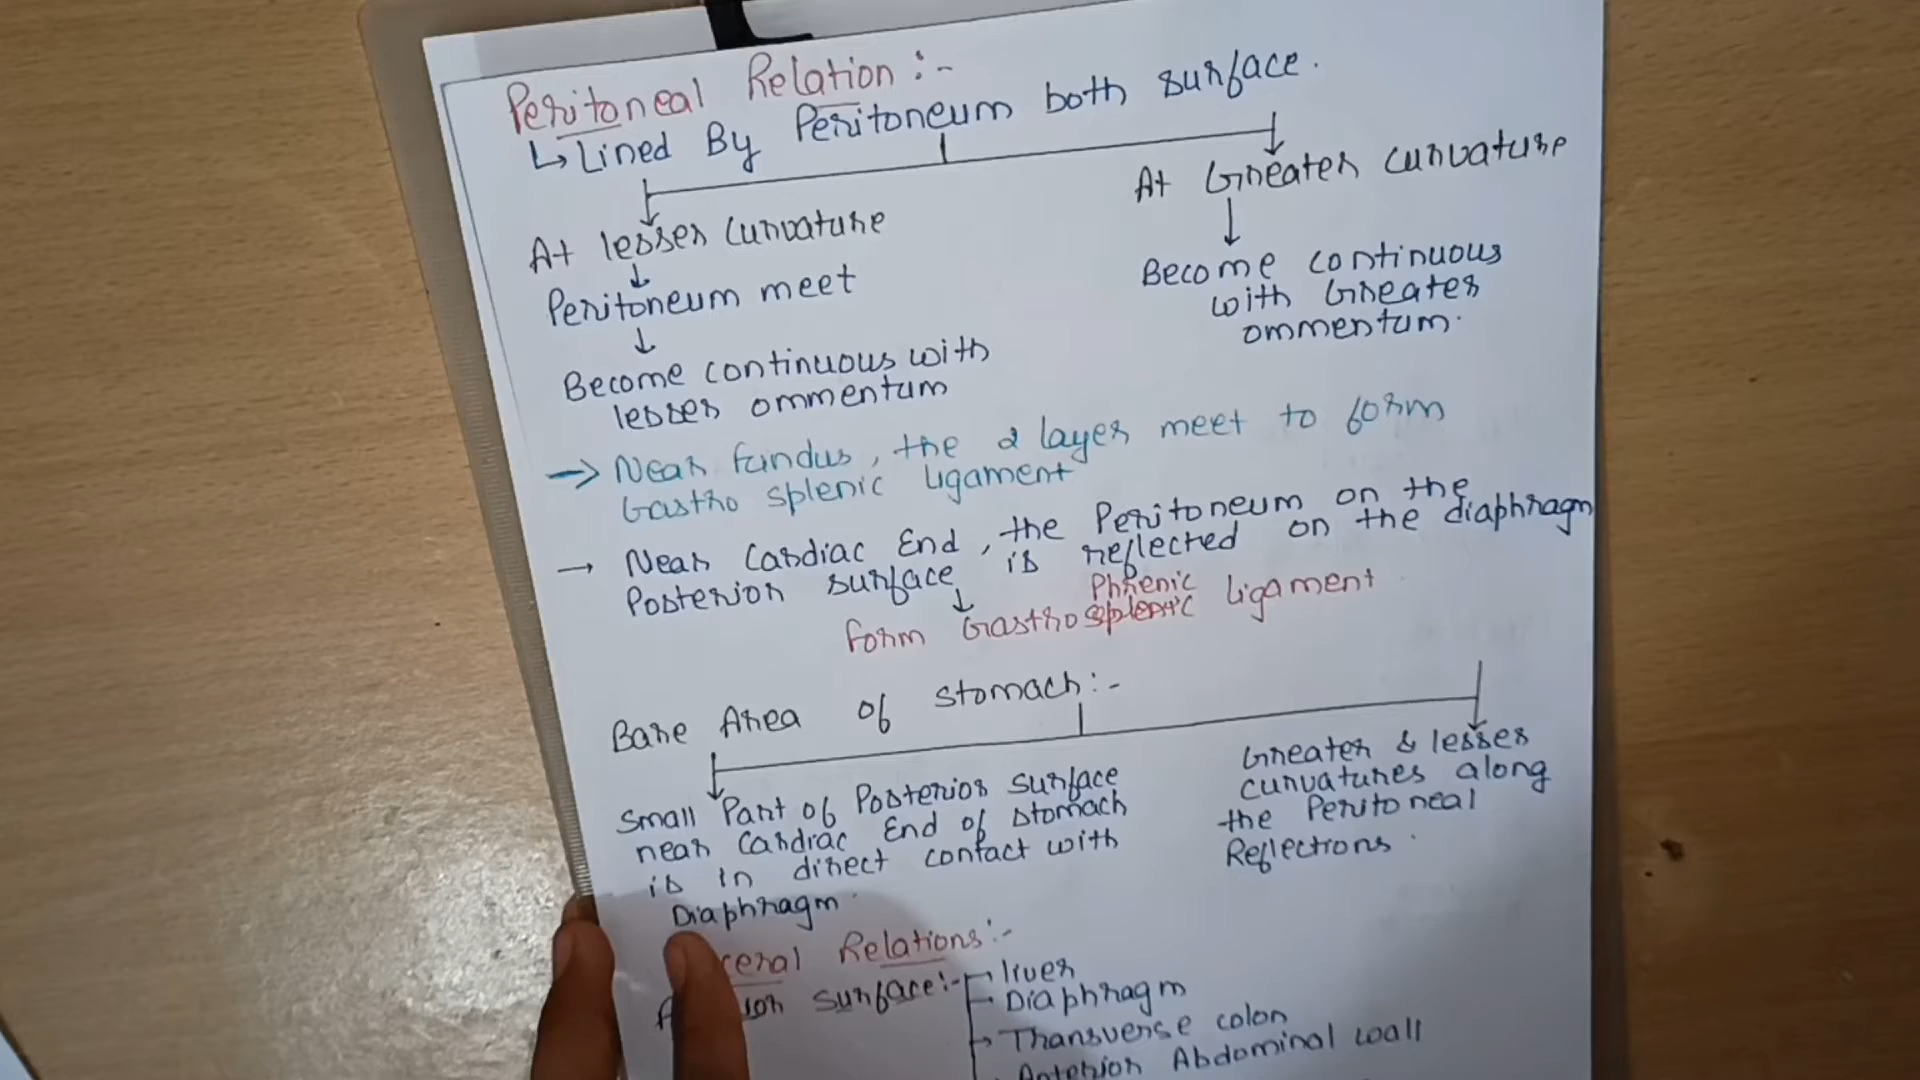 Peritoneal Relation :-
↳ Lined By Peritoneum both surface.
At lesser curvature
↓
Peritoneum meet
↓
Become continuous with
lesser ommentum
At Greater curvature
↓
Become continuous
with Greater
ommentum.
→ Near fundus, the 2 layer meet to form
Gastro splenic ligament
→ Near Cardiac End, the Peritoneum on the
Posterior surface is reflected on the diaphragm
↓
Phrenic
form Gastro splenic ligament
Bare Area of stomach :-
Small Part of Posterior surface
near Cardiac End of stomach
is in direct contact with
Diaphragm.
Greater & lesser
curvatures along
the Peritoneal
Reflections.
ceral Relations :-
A ior surface :- liver
Diaphragm
→ Transverse colon
Anterior Abdominal wall